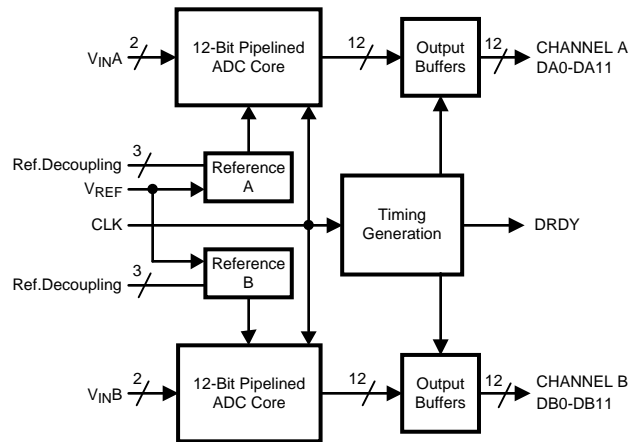 V_INA
2
12-Bit Pipelined
ADC Core
12
Output
Buffers
12
CHANNEL A
DA0-DA11
Ref.Decoupling
3
Reference
A
V_REF
CLK
Timing
Generation
DRDY
Ref.Decoupling
3
Reference
B
V_INB
2
12-Bit Pipelined
ADC Core
12
Output
Buffers
12
CHANNEL B
DB0-DB11